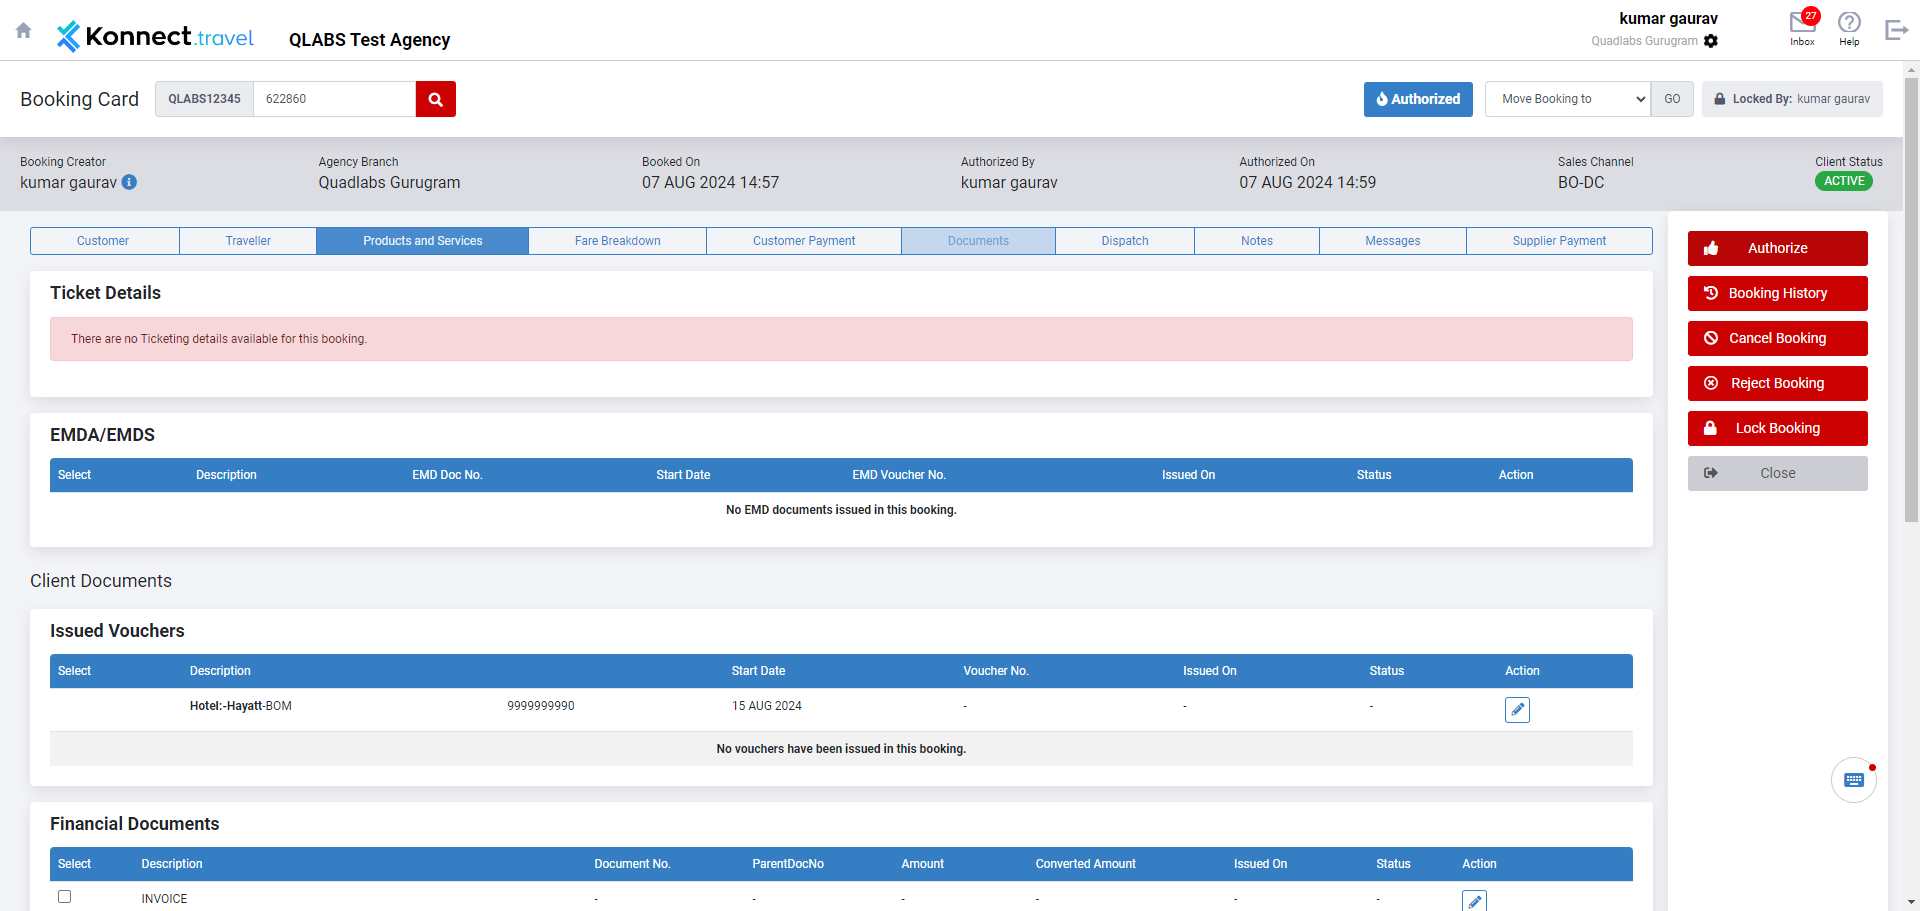 Konnect.travel
QLABS Test Agency
kumar gaurav
Quadlabs Gurugram
27
Inbox
Help
Booking Card
QLABS12345
622860
Authorized
Move Booking to
GO
Locked By: kumar gaurav
Booking Creator
kumar gaurav
Agency Branch
Quadlabs Gurugram
Booked On
07 AUG 2024 14:57
Authorized By
kumar gaurav
Authorized On
07 AUG 2024 14:59
Sales Channel
BO-DC
Client Status
ACTIVE
Customer
Traveller
Products and Services
Fare Breakdown
Customer Payment
Documents
Dispatch
Notes
Messages
Supplier Payment
Authorize
Booking History
Cancel Booking
Reject Booking
Lock Booking
Close
Ticket Details
There are no Ticketing details available for this booking.
EMDA/EMDS
Select Description EMD Doc No. Start Date EMD Voucher No. Issued On Status Action
No EMD documents issued in this booking.
Client Documents
Issued Vouchers
Select Description Start Date Voucher No. Issued On Status Action
Hotel:-Hayatt-BOM 9999999990 15 AUG 2024 - - -
No vouchers have been issued in this booking.
Financial Documents
Select Description Document No. ParentDocNo Amount Converted Amount Issued On Status Action
INVOICE - - - - - -